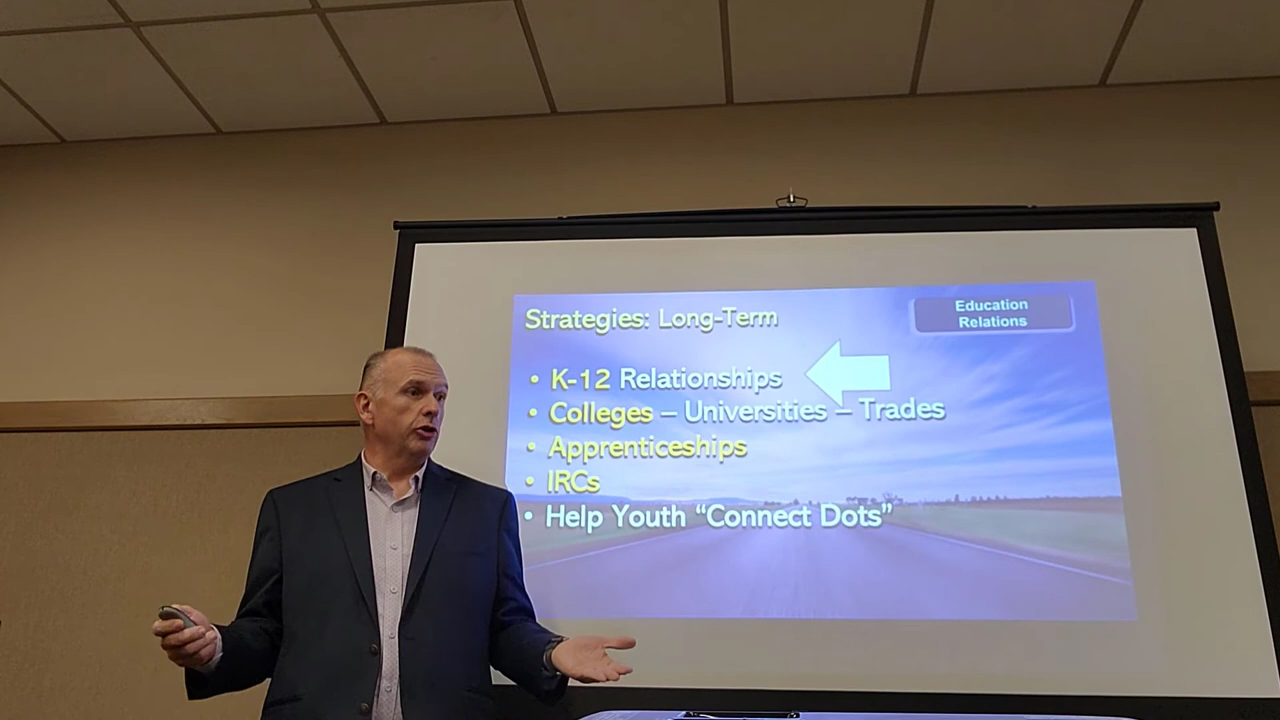 Education
Relations
Strategies: Long-Term
• K-12 Relationships
• Colleges – Universities – Trades
• Apprenticeships
• IRCs
• Help Youth “Connect Dots”